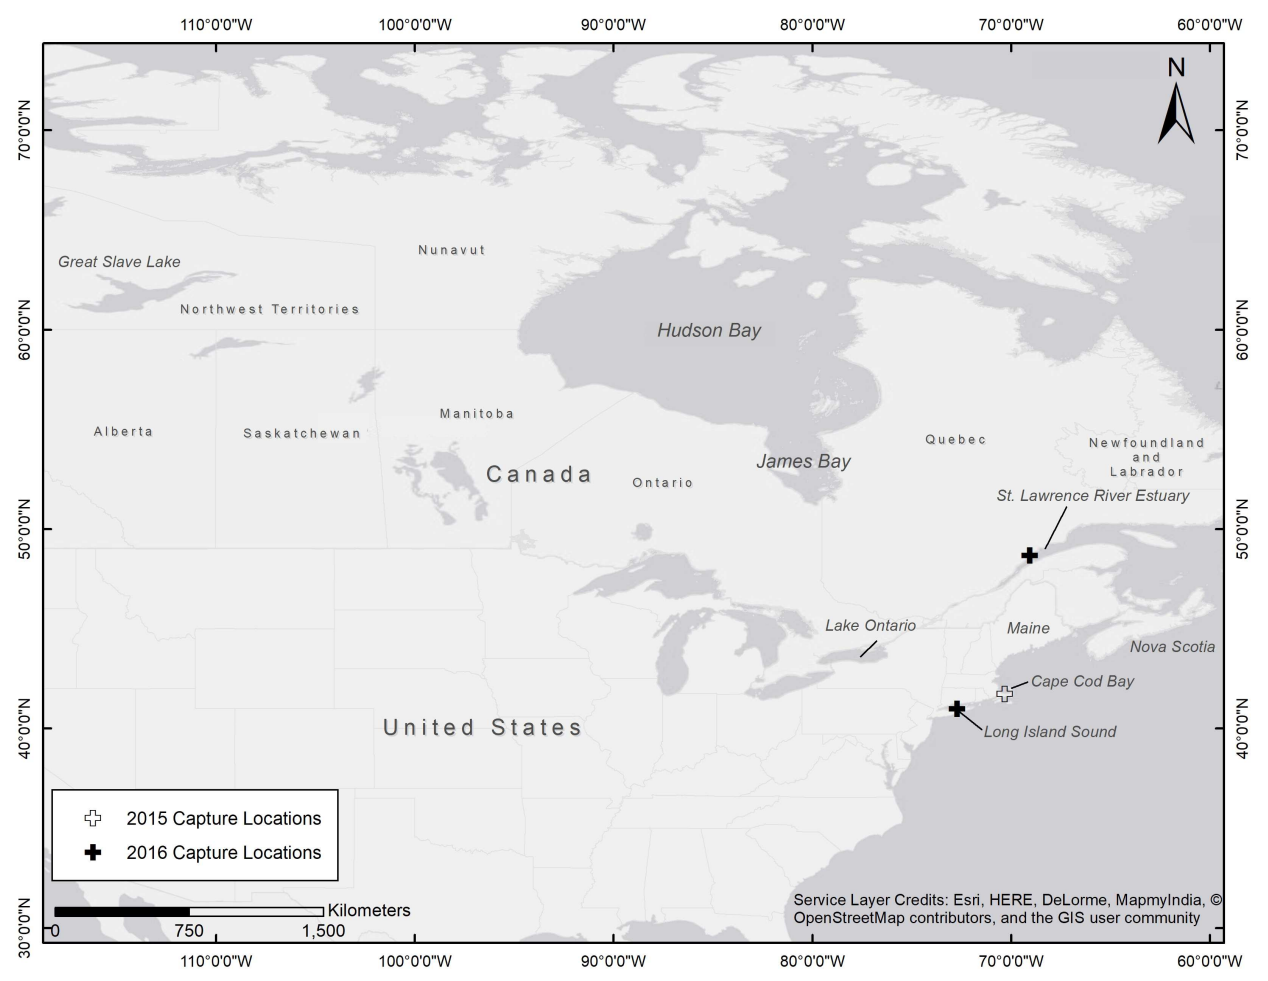 110°0'0"W 100°0'0"W 90°0'0"W 80°0'0"W 70°0'0"W 60°0'0"W
N
70°0'0"N
70°0'0"N
Nunavut
Great Slave Lake
Northwest Territories
60°0'0"N
Hudson Bay
60°0'0"N
Manitoba
Alberta
Saskatchewan
Quebec
Newfoundland
and
Labrador
James Bay
Canada
Ontario
St. Lawrence River Estuary
50°0'0"N
50°0'0"N
Lake Ontario
Maine
Nova Scotia
Cape Cod Bay
40°0'0"N
United States
Long Island Sound
40°0'0"N
2015 Capture Locations
2016 Capture Locations
Service Layer Credits: Esri, HERE, DeLorme, MapmyIndia, ©
OpenStreetMap contributors, and the GIS user community
Kilometers
0 750 1,500
30°0'0"N
30°0'0"N
110°0'0"W 100°0'0"W 90°0'0"W 80°0'0"W 70°0'0"W 60°0'0"W